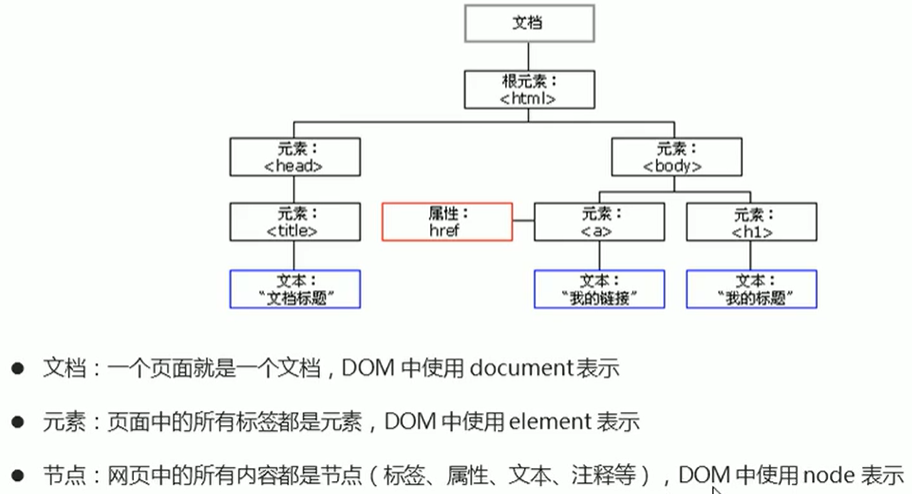 文档
根元素：
<html>
元素：
<head>
元素：
<body>
元素：
<title>
属性：
href
元素：
<a>
元素：
<h1>
文本：
“文档标题”
文本：
“我的链接”
文本：
“我的标题”
● 文档：一个页面就是一个文档，DOM 中使用 document 表示
● 元素：页面中的所有标签都是元素，DOM 中使用 element 表示
● 节点：网页中的所有内容都是节点（标签、属性、文本、注释等），DOM 中使用 node 表示